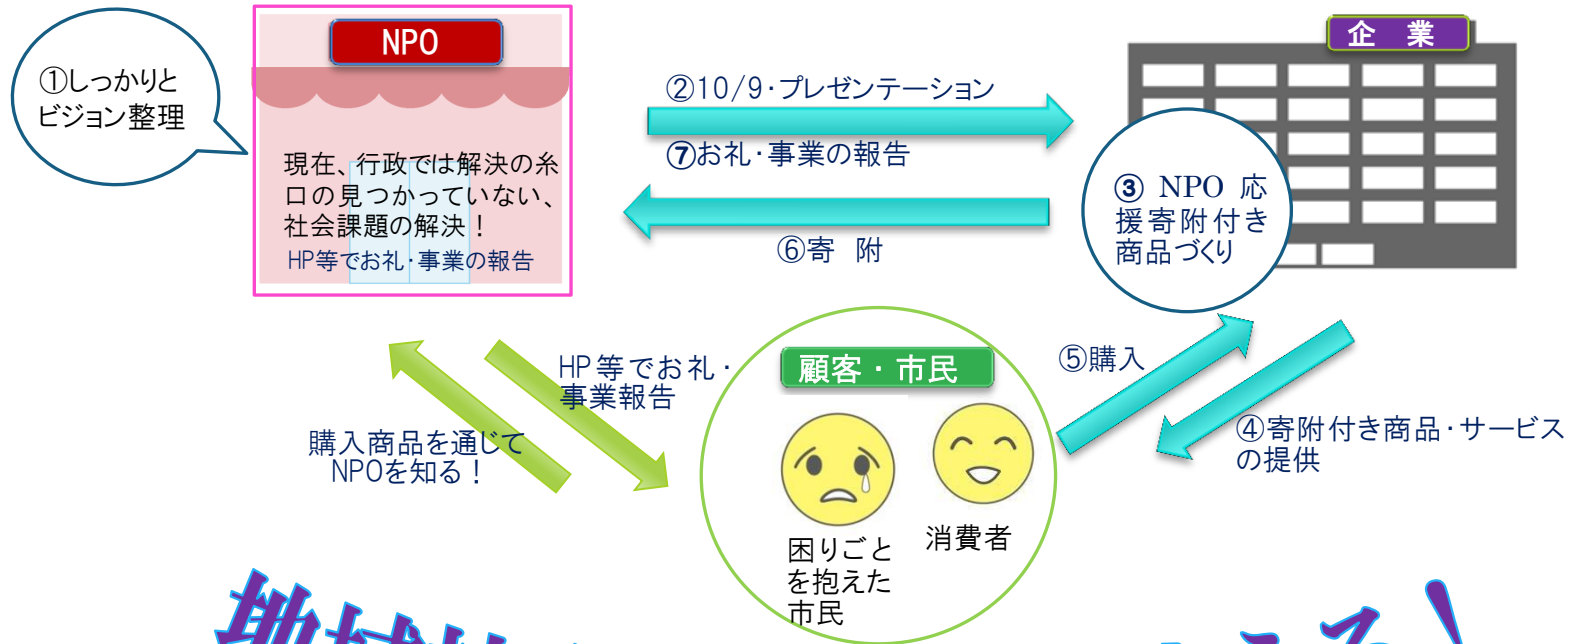 NPO
企 業
①しっかりと
ビジョン整理
②10/9・プレゼンテーション
⑦お礼・事業の報告
現在、行政では解決の糸
口の見つかっていない、
社会課題の解決！
HP等でお礼・事業の報告
③ NPO 応
援寄附付き
商品づくり
⑥寄 附
HP等でお礼・
事業報告
顧客・市民
⑤購入
購入商品を通じて
NPOを知る！
④寄附付き商品・サービス
の提供
困りごと
を抱えた
市民
消費者
地域